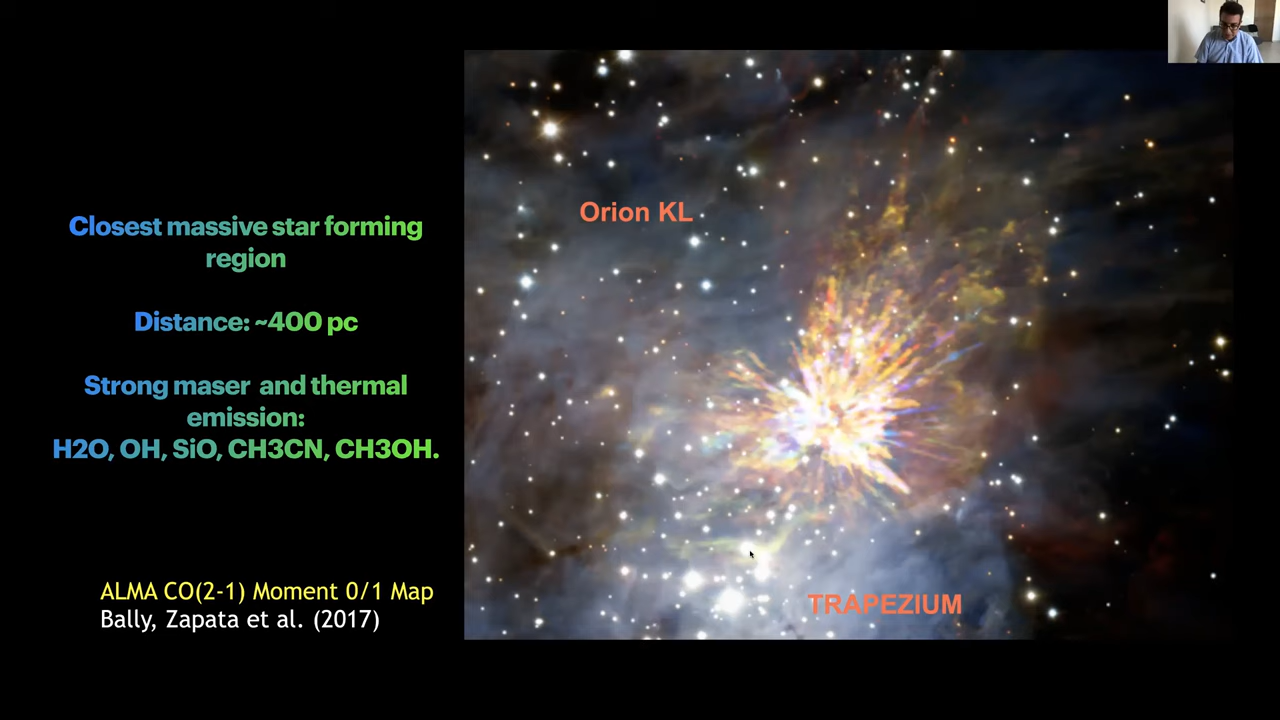 Closest massive star forming
region
Distance: ~400 pc
Strong maser  and thermal
emission:
H2O, OH, SiO, CH3CN, CH3OH.
ALMA CO(2-1) Moment 0/1 Map
Bally, Zapata et al. (2017)
Orion KL
TRAPEZIUM